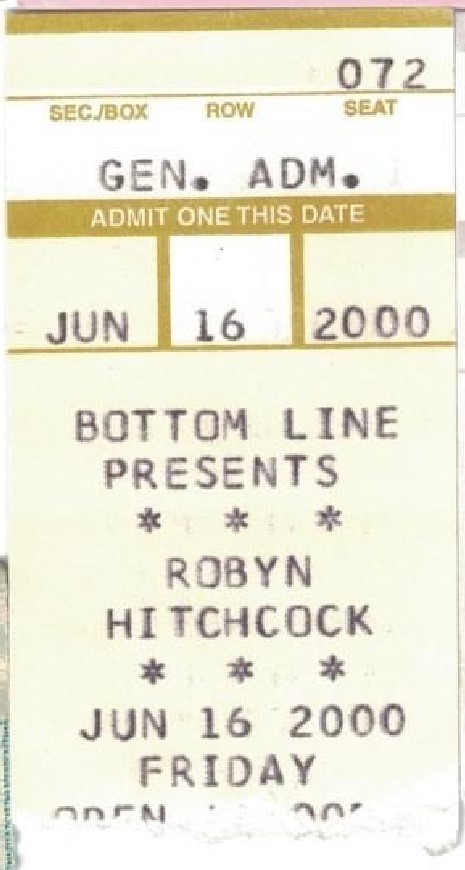 072
SEC./BOX ROW SEAT
GEN. ADM.
ADMIT ONE THIS DATE
JUN 16 2000
BOTTOM LINE
PRESENTS
* * *
ROBYN
HITCHCOCK
* * *
JUN 16 2000
FRIDAY
OPEN